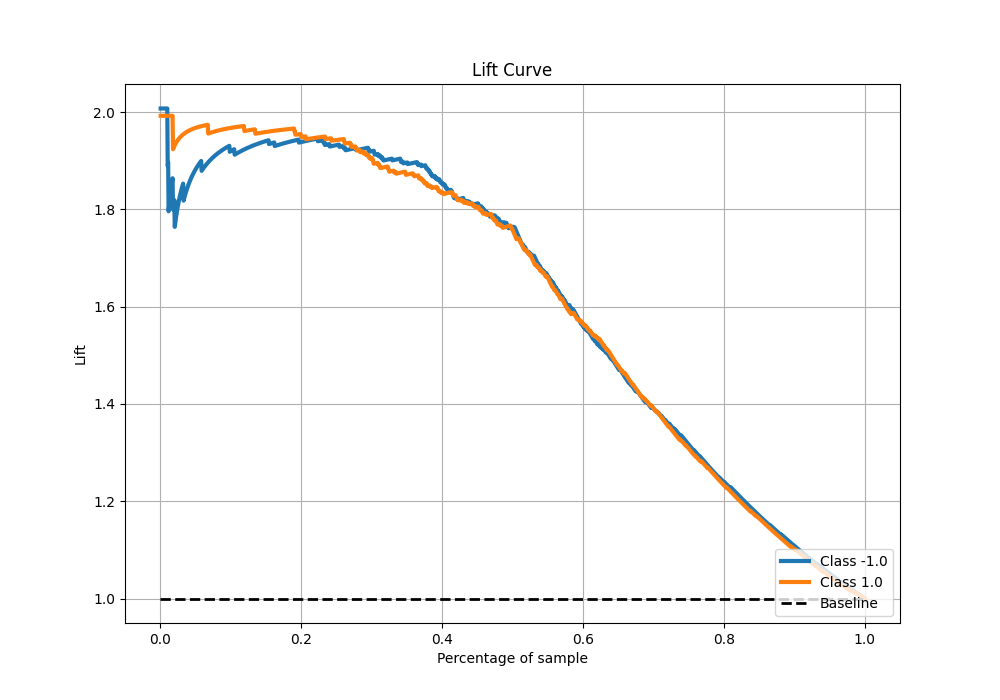 Lift Curve
2.0
1.8
1.6
1.4
1.2
1.0
Lift
0.0 0.2 0.4 0.6 0.8 1.0
Percentage of sample
Class -1.0
Class 1.0
Baseline